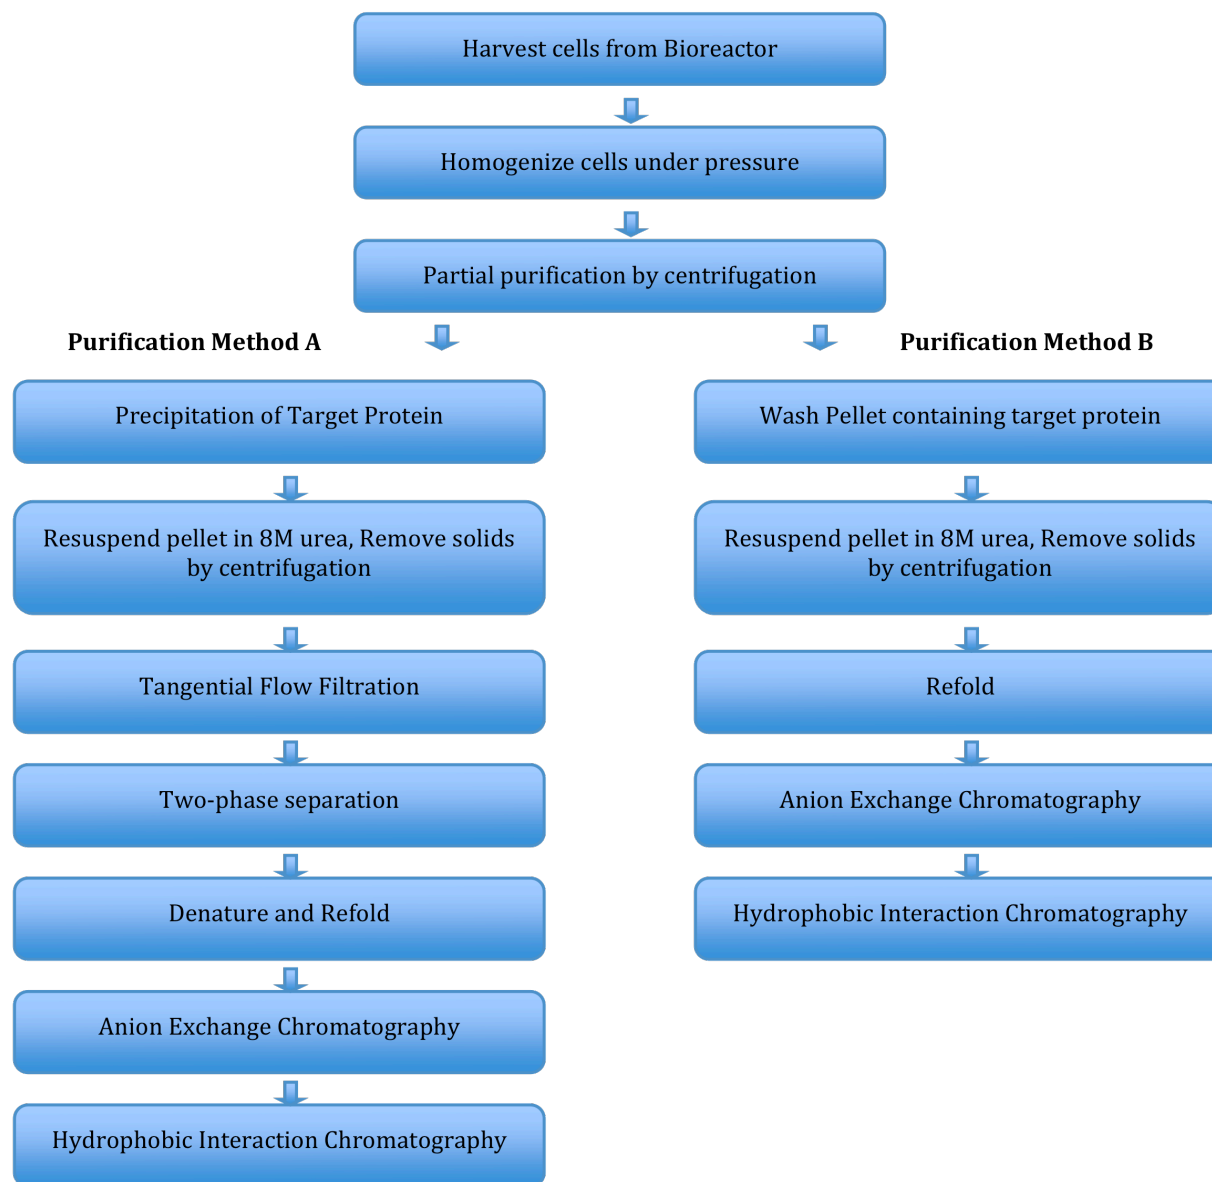 Harvest cells from Bioreactor
Homogenize cells under pressure
Partial purification by centrifugation
Purification Method A
Precipitation of Target Protein
Resuspend pellet in 8M urea, Remove solids
by centrifugation
Tangential Flow Filtration
Two-phase separation
Denature and Refold
Anion Exchange Chromatography
Hydrophobic Interaction Chromatography
Purification Method B
Wash Pellet containing target protein
Resuspend pellet in 8M urea, Remove solids
by centrifugation
Refold
Anion Exchange Chromatography
Hydrophobic Interaction Chromatography